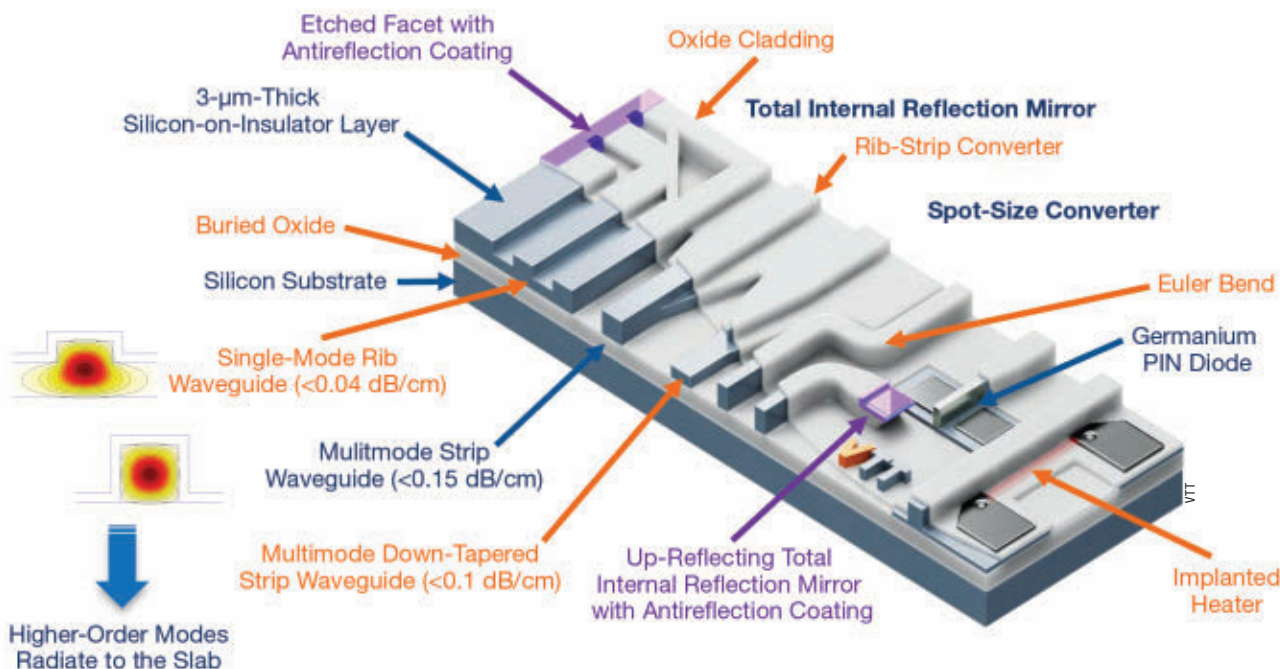 Etched Facet with
Antireflection Coating
Oxide Cladding
3-µm-Thick
Silicon-on-Insulator Layer
Total Internal Reflection Mirror
Rib-Strip Converter
Spot-Size Converter
Buried Oxide
Silicon Substrate
Euler Bend
Germanium
PIN Diode
Single-Mode Rib
Waveguide (<0.04 dB/cm)
Mulitmode Strip
Waveguide (<0.15 dB/cm)
VTT
VTT
Multimode Down-Tapered
Strip Waveguide (<0.1 dB/cm)
Up-Reflecting Total
Internal Reflection Mirror
with Antireflection Coating
Implanted
Heater
Higher-Order Modes
Radiate to the Slab